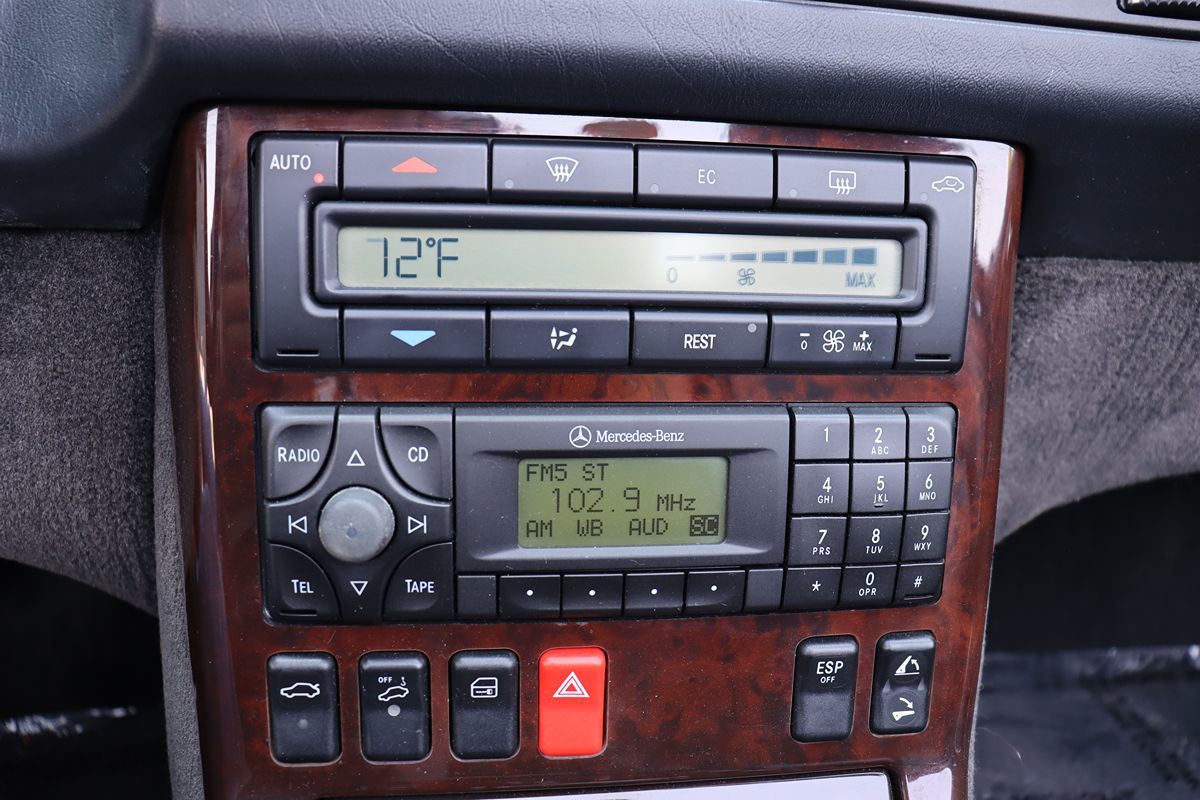 AUTO
EC
72°F
0 MAX
REST
- 0 + MAX
RADIO
CD
TEL
TAPE
Mercedes-Benz
FM5 ST
102.9 MHz
AM WB AUD SC
1
2 ABC
3 DEF
4 GHI
5 JKL
6 MNO
7 PRS
8 TUV
9 WXY
*
0 OPR
#
OFF
ESP
OFF